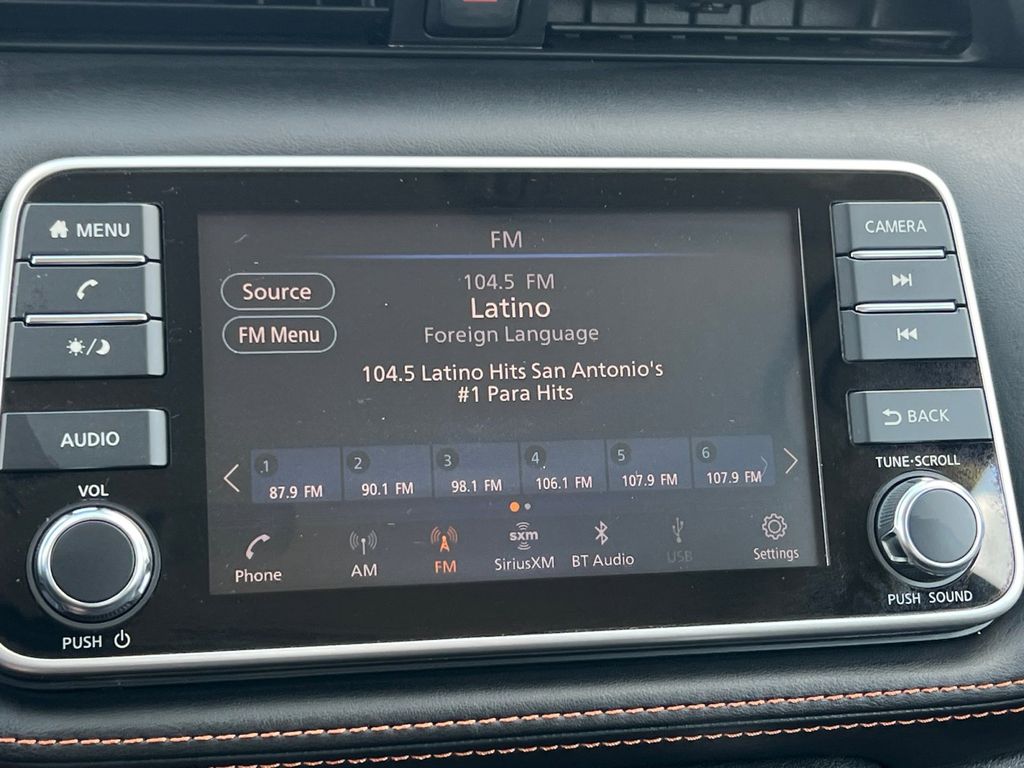 MENU
CAMERA
FM
104.5 FM
Source
Latino
FM Menu
Foreign Language
104.5 Latino Hits San Antonio's
#1 Para Hits
AUDIO
BACK
VOL
TUNE·SCROLL
1 2 3 4 5 6
87.9 FM 90.1 FM 98.1 FM 106.1 FM 107.9 FM 107.9 FM
Phone AM FM SiriusXM BT Audio USB Settings
sxm
PUSH
PUSH SOUND